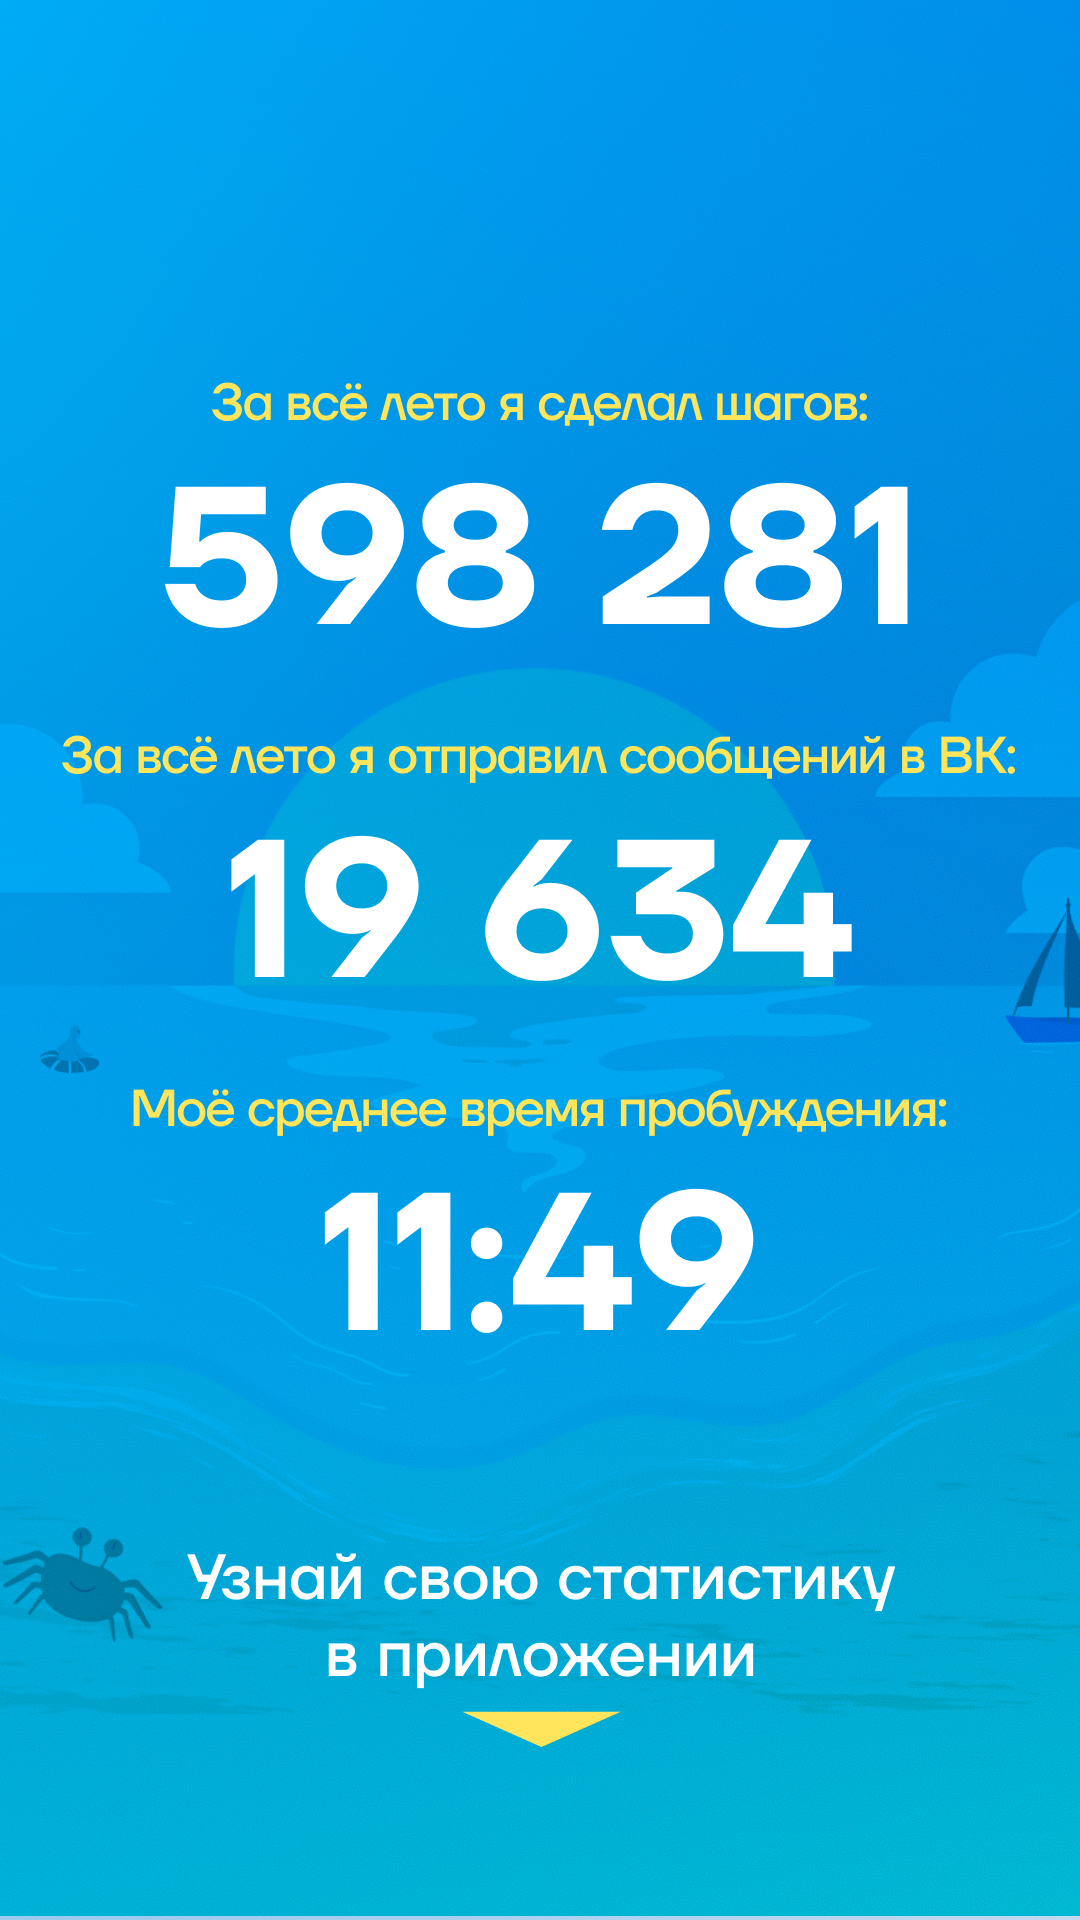 За всё лето я сделал шагов:
598 281
За всё лето я отправил сообщений в ВК:
19 634
Моё среднее время пробуждения:
11:49
Узнай свою статистику
в приложении